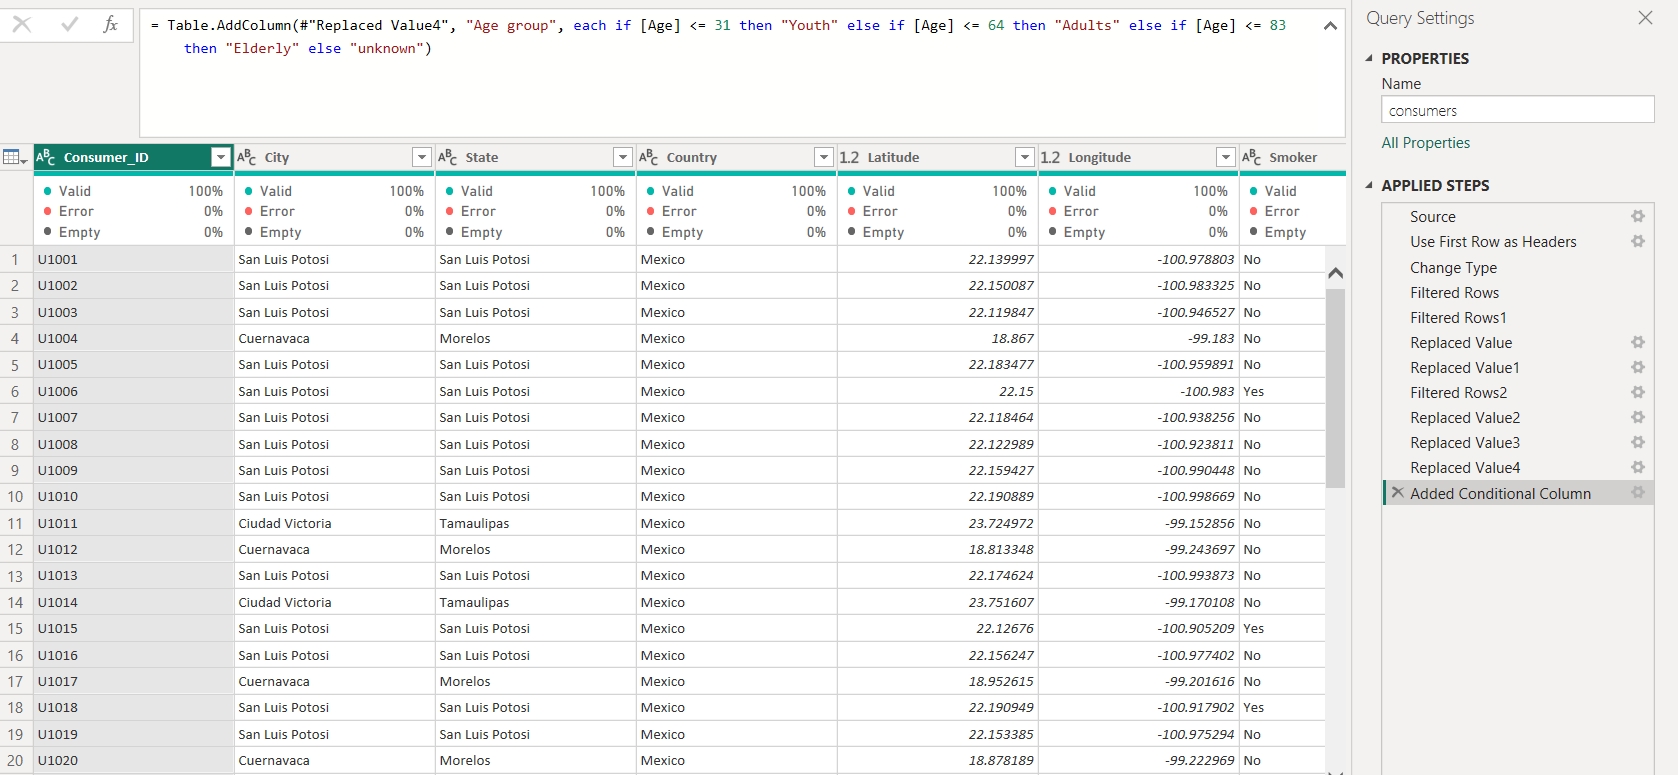 fx
= Table.AddColumn(#"Replaced Value4", "Age group", each if [Age] <= 31 then "Youth" else if [Age] <= 64 then "Adults" else if [Age] <= 83
then "Elderly" else "unknown")
ABC Consumer_ID ABC City ABC State ABC Country 1.2 Latitude 1.2 Longitude ABC Smoker
Valid 100% Valid 100% Valid 100% Valid 100% Valid 100% Valid 100% Valid
Error 0% Error 0% Error 0% Error 0% Error 0% Error 0% Error
Empty 0% Empty 0% Empty 0% Empty 0% Empty 0% Empty 0% Empty
1 U1001 San Luis Potosi San Luis Potosi Mexico 22.139997 -100.978803 No
2 U1002 San Luis Potosi San Luis Potosi Mexico 22.150087 -100.983325 No
3 U1003 San Luis Potosi San Luis Potosi Mexico 22.119847 -100.946527 No
4 U1004 Cuernavaca Morelos Mexico 18.867 -99.183 No
5 U1005 San Luis Potosi San Luis Potosi Mexico 22.183477 -100.959891 No
6 U1006 San Luis Potosi San Luis Potosi Mexico 22.15 -100.983 Yes
7 U1007 San Luis Potosi San Luis Potosi Mexico 22.118464 -100.938256 No
8 U1008 San Luis Potosi San Luis Potosi Mexico 22.122989 -100.923811 No
9 U1009 San Luis Potosi San Luis Potosi Mexico 22.159427 -100.990448 No
10 U1010 San Luis Potosi San Luis Potosi Mexico 22.190889 -100.998669 No
11 U1011 Ciudad Victoria Tamaulipas Mexico 23.724972 -99.152856 No
12 U1012 Cuernavaca Morelos Mexico 18.813348 -99.243697 No
13 U1013 San Luis Potosi San Luis Potosi Mexico 22.174624 -100.993873 No
14 U1014 Ciudad Victoria Tamaulipas Mexico 23.751607 -99.170108 No
15 U1015 San Luis Potosi San Luis Potosi Mexico 22.12676 -100.905209 Yes
16 U1016 San Luis Potosi San Luis Potosi Mexico 22.156247 -100.977402 No
17 U1017 Cuernavaca Morelos Mexico 18.952615 -99.201616 No
18 U1018 San Luis Potosi San Luis Potosi Mexico 22.190949 -100.917902 Yes
19 U1019 San Luis Potosi San Luis Potosi Mexico 22.153385 -100.975294 No
20 U1020 Cuernavaca Morelos Mexico 18.878189 -99.222969 No
Query Settings
PROPERTIES
Name
consumers
All Properties
APPLIED STEPS
Source
Use First Row as Headers
Change Type
Filtered Rows
Filtered Rows1
Replaced Value
Replaced Value1
Filtered Rows2
Replaced Value2
Replaced Value3
Replaced Value4
Added Conditional Column